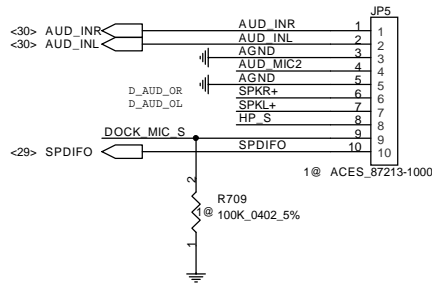 JP5
<30> AUD_INR AUD_INR 1 1
<30> AUD_INL AUD_INL 2 2
AGND 3 3
AUD_MIC2 4 4
AGND 5 5
D_AUD_OR SPKR+ 6 6
D_AUD_OL SPKL+ 7 7
HP_S 8 8
DOCK_MIC_S 9 9
<29> SPDIFO SPDIFO 10 10
1@ ACES_87213-1000
2
R709
1@ 100K_0402_5%
1